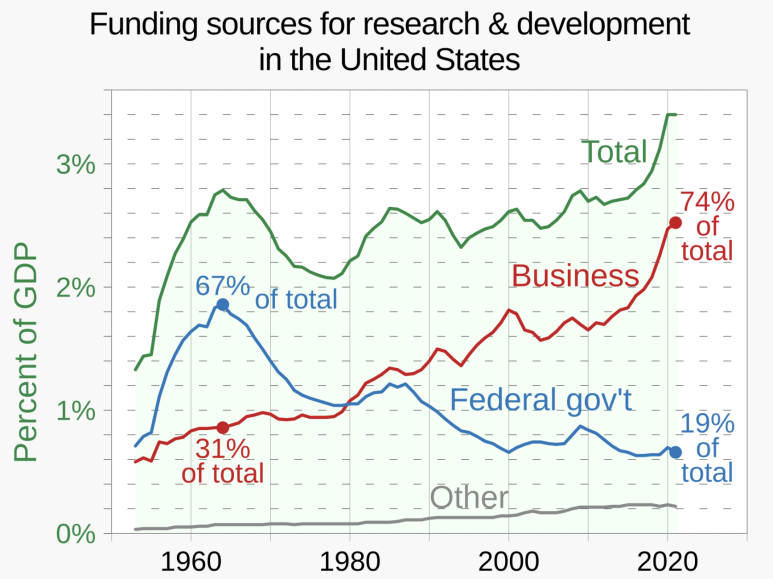 Funding sources for research & development
in the United States
Percent of GDP
3%
2%
1%
0%
Total
74%
of
total
Business
67% of total
Federal gov't
31%
of total
19%
of
total
Other
1960 1980 2000 2020